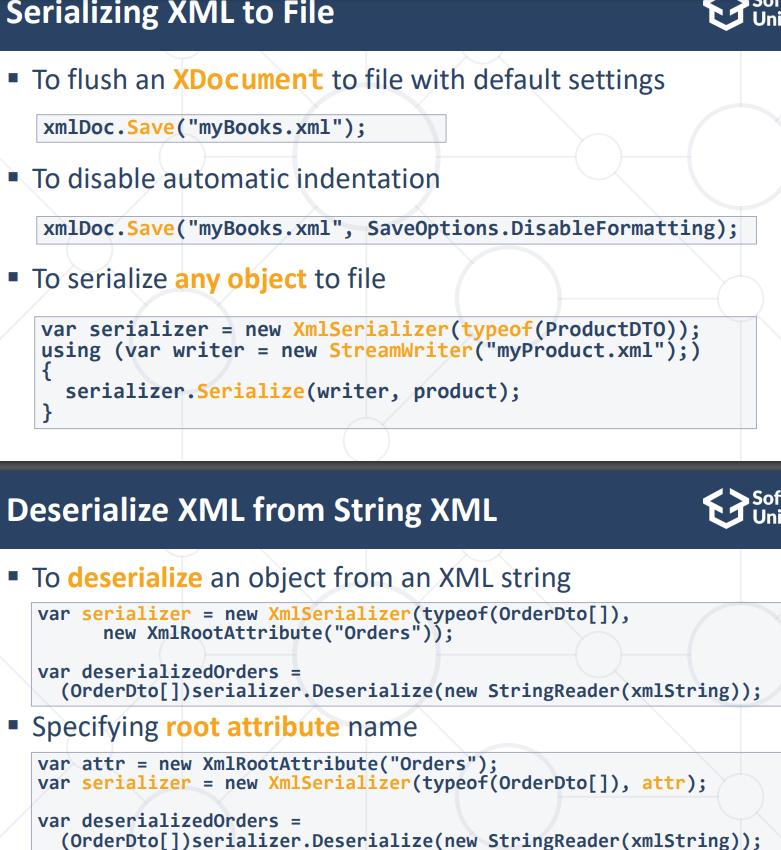 Serializing XML to File
Sof
Uni
▪ To flush an XDocument to file with default settings
xmlDoc.Save("myBooks.xml");
▪ To disable automatic indentation
xmlDoc.Save("myBooks.xml", SaveOptions.DisableFormatting);
▪ To serialize any object to file
var serializer = new XmlSerializer(typeof(ProductDTO));
using (var writer = new StreamWriter("myProduct.xml");)
{
  serializer.Serialize(writer, product);
}
Deserialize XML from String XML
Sof
Uni
▪ To deserialize an object from an XML string
var serializer = new XmlSerializer(typeof(OrderDto[]),
      new XmlRootAttribute("Orders"));
var deserializedOrders =
  (OrderDto[])serializer.Deserialize(new StringReader(xmlString));
▪ Specifying root attribute name
var attr = new XmlRootAttribute("Orders");
var serializer = new XmlSerializer(typeof(OrderDto[]), attr);
var deserializedOrders =
  (OrderDto[])serializer.Deserialize(new StringReader(xmlString));